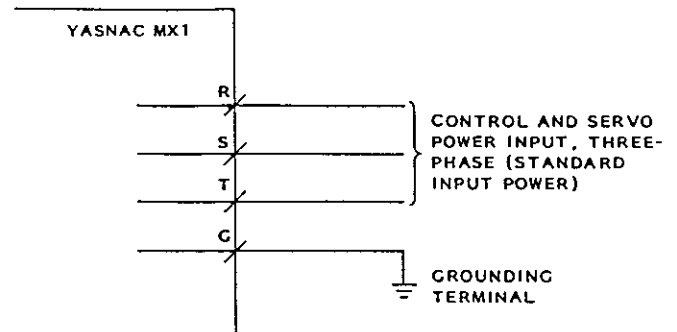 YASNAC MX1
R
S
T
G
CONTROL AND SERVO
POWER INPUT, THREE-
PHASE (STANDARD
INPUT POWER)
GROUNDING
TERMINAL